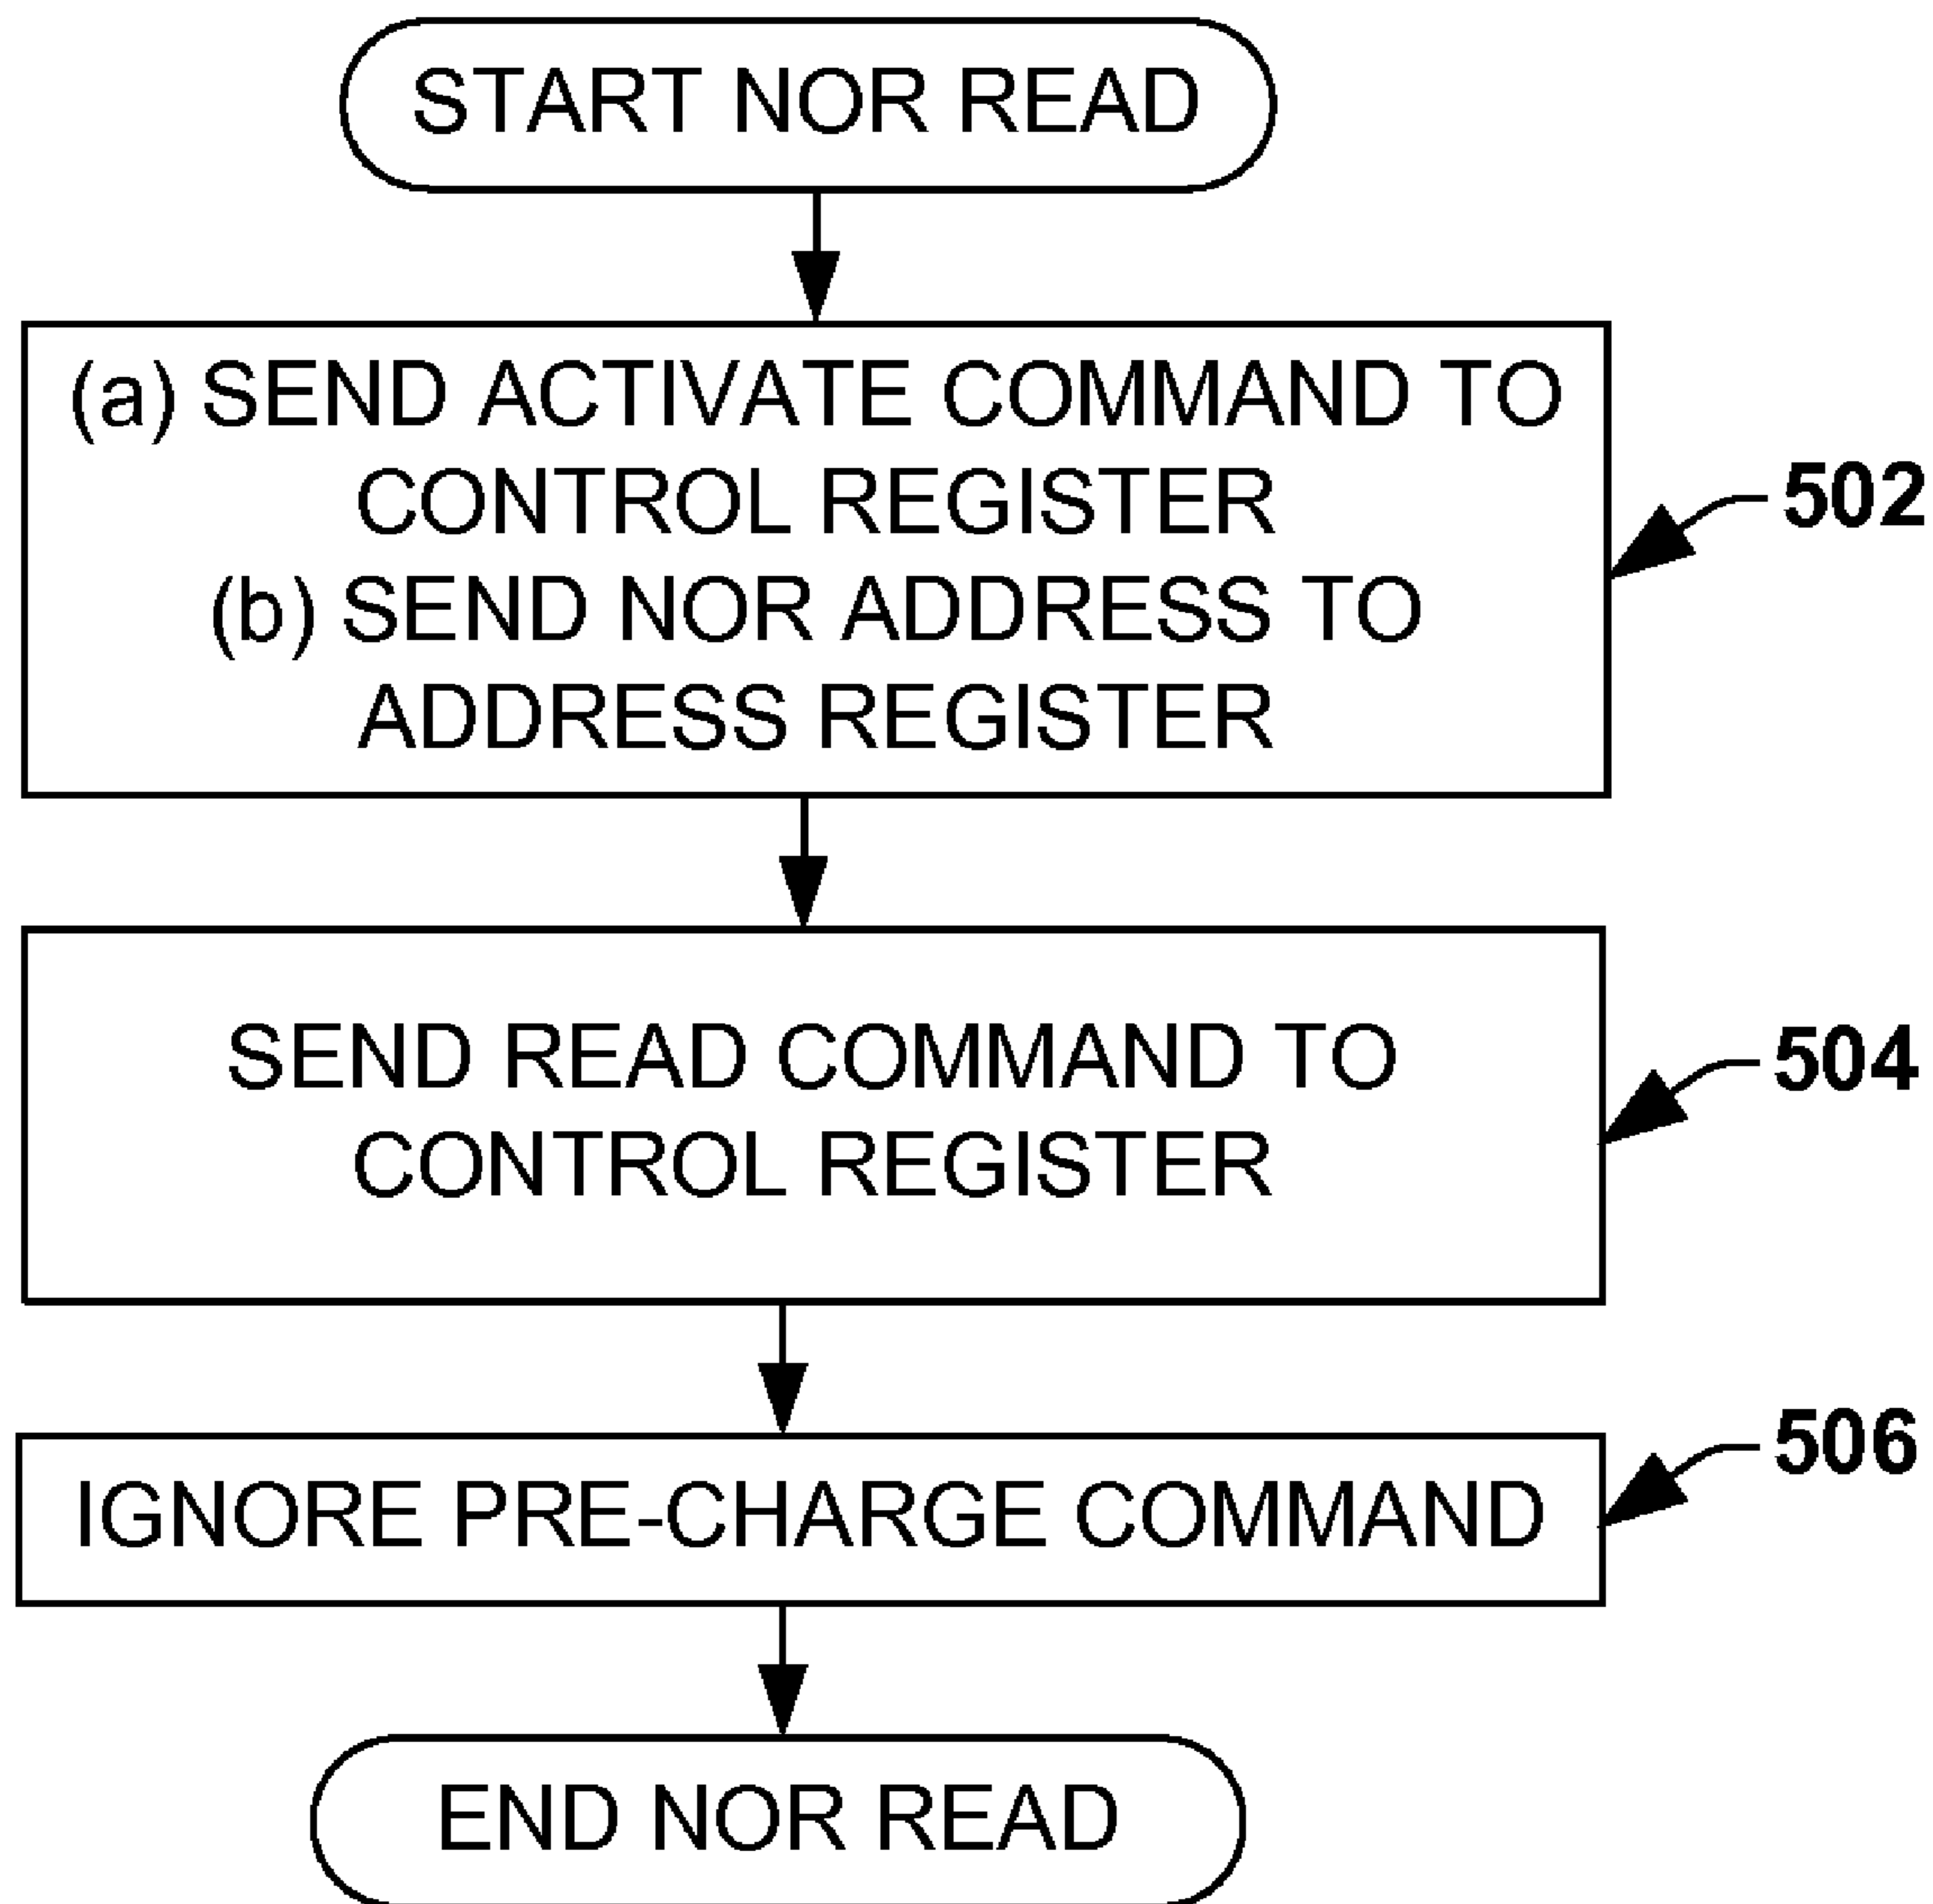 START NOR READ
(a) SEND ACTIVATE COMMAND TO
CONTROL REGISTER
(b) SEND NOR ADDRESS TO
ADDRESS REGISTER
502
SEND READ COMMAND TO
CONTROL REGISTER
504
IGNORE PRE-CHARGE COMMAND
506
END NOR READ